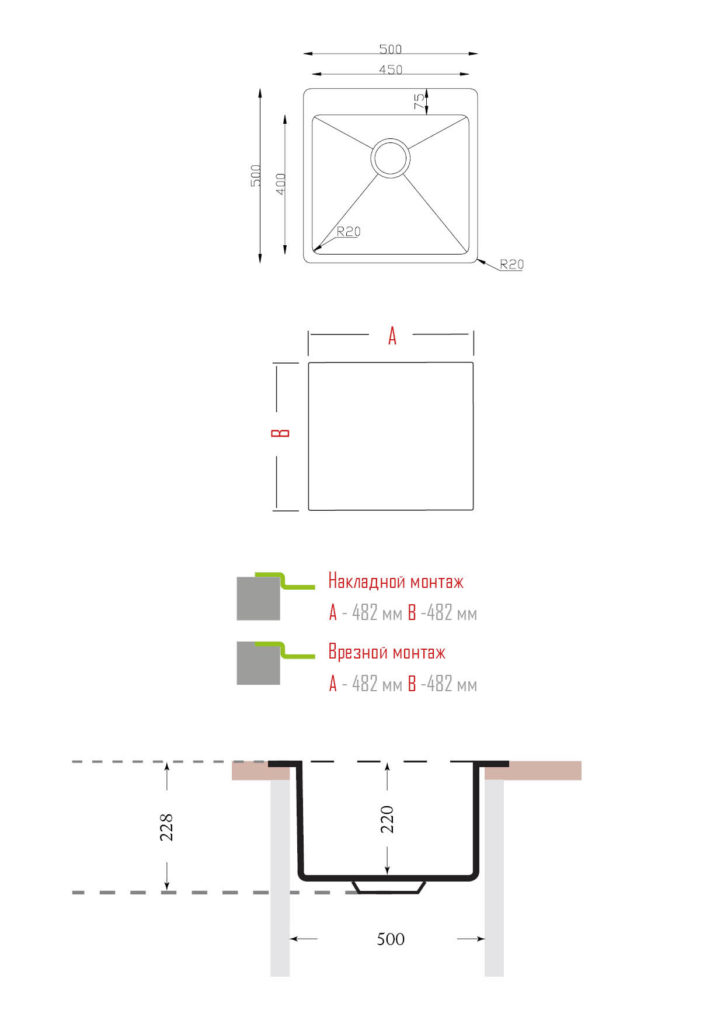 500
450
75
500
400
R20
R20
A
B
Накладной монтаж
A - 482 мм B -482 мм
Врезной монтаж
A - 482 мм B -482 мм
228
220
500